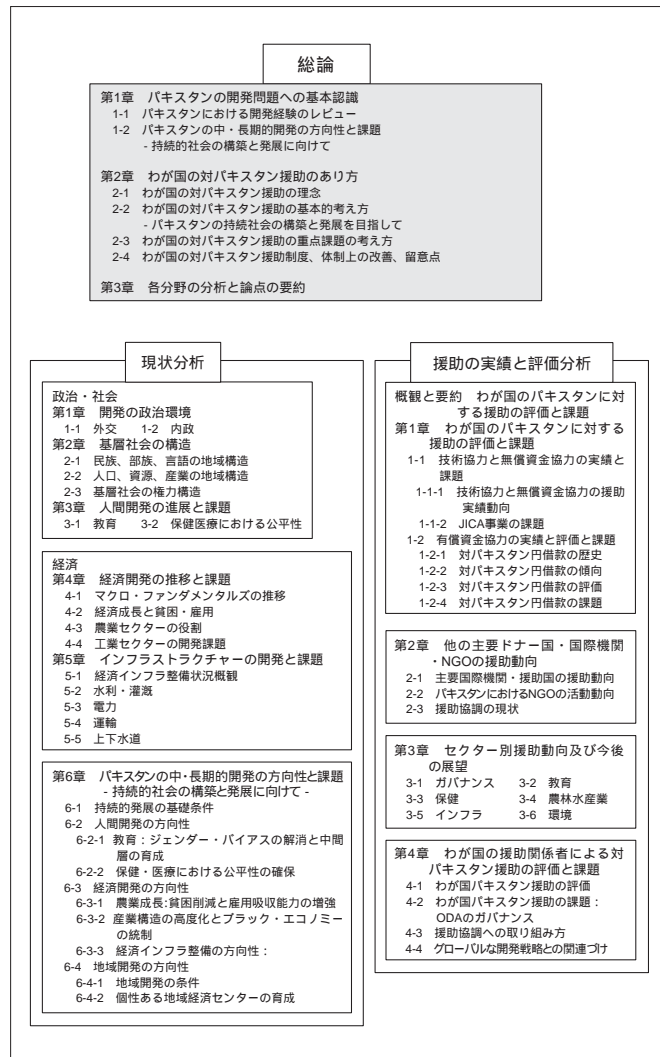 総論
第1章　パキスタンの開発問題への基本認識
1-1　パキスタンにおける開発経験のレビュー
1-2　パキスタンの中・長期的開発の方向性と課題
- 持続的社会の構築と発展に向けて
第2章　わが国の対パキスタン援助のあり方
2-1　わが国の対パキスタン援助の理念
2-2　わが国の対パキスタン援助の基本的考え方
- パキスタンの持続社会の構築と発展を目指して
2-3　わが国の対パキスタン援助の重点課題の考え方
2-4　わが国の対パキスタン援助制度、体制上の改善、留意点
第3章　各分野の分析と論点の要約
現状分析
政治・社会
第1章　開発の政治環境
1-1　外交　1-2　内政
第2章　基層社会の構造
2-1　民族、部族、言語の地域構造
2-2　人口、資源、産業の地域構造
2-3　基層社会の権力構造
第3章　人間開発の進展と課題
3-1　教育　3-2　保健医療における公平性
経済
第4章　経済開発の推移と課題
4-1　マクロ・ファンダメンタルズの推移
4-2　経済成長と貧困・雇用
4-3　農業セクターの役割
4-4　工業セクターの開発課題
第5章　インフラストラクチャーの開発と課題
5-1　経済インフラ整備状況概観
5-2　水利・灌漑
5-3　電力
5-4　運輸
5-5　上下水道
第6章　パキスタンの中・長期的開発の方向性と課題
- 持続的社会の構築と発展に向けて -
6-1　持続的発展の基礎条件
6-2　人間開発の方向性
6-2-1　教育：ジェンダー・バイアスの解消と中間
層の育成
6-2-2　保健・医療における公平性の確保
6-3　経済開発の方向性
6-3-1　農業成長:貧困削減と雇用吸収能力の増強
6-3-2　産業構造の高度化とブラック・エコノミー
の統制
6-3-3　経済インフラ整備の方向性：
6-4　地域開発の方向性
6-4-1　地域開発の条件
6-4-2　個性ある地域経済センターの育成
援助の実績と評価分析
概観と要約　わが国のパキスタンに対
する援助の評価と課題
第1章　わが国のパキスタンに対する
援助の評価と課題
1-1　技術協力と無償資金協力の実績と
課題
1-1-1　技術協力と無償資金協力の援助
実績動向
1-1-2　JICA事業の課題
1-2　有償資金協力の実績と評価と課題
1-2-1　対パキスタン円借款の歴史
1-2-2　対パキスタン円借款の傾向
1-2-3　対パキスタン円借款の評価
1-2-4　対パキスタン円借款の課題
第2章　他の主要ドナー国・国際機関
・NGOの援助動向
2-1　主要国際機関・援助国の援助動向
2-2　パキスタンにおけるNGOの活動動向
2-3　援助協調の現状
第3章　セクター別援助動向及び今後
の展望
3-1　ガバナンス　3-2　教育
3-3　保健　3-4　農林水産業
3-5　インフラ　3-6　環境
第4章　わが国の援助関係者による対
パキスタン援助の評価と課題
4-1　わが国パキスタン援助の評価
4-2　わが国パキスタン援助の課題：
ODAのガバナンス
4-3　援助協調への取り組み方
4-4　グローバルな開発戦略との関連づけ